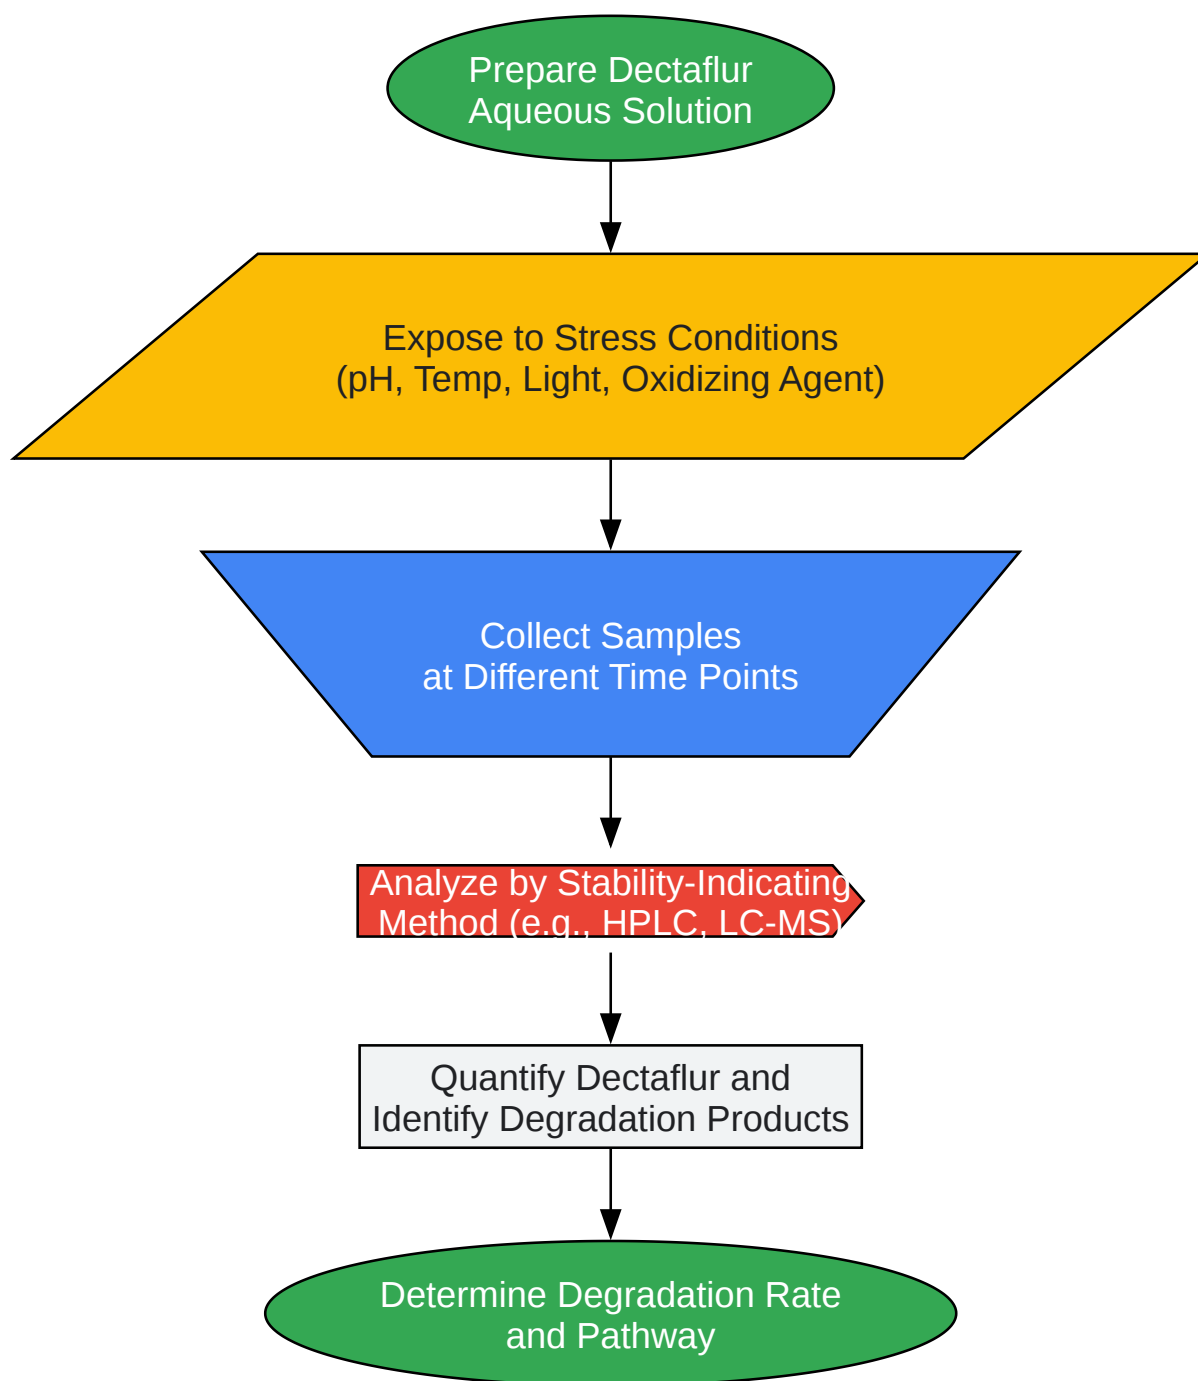 Prepare Dectaflur
Aqueous Solution
Expose to Stress Conditions
(pH, Temp, Light, Oxidizing Agent)
Collect Samples
at Different Time Points
Analyze by Stability-Indicating
Method (e.g., HPLC, LC-MS)
Quantify Dectaflur and
Identify Degradation Products
Determine Degradation Rate
and Pathway